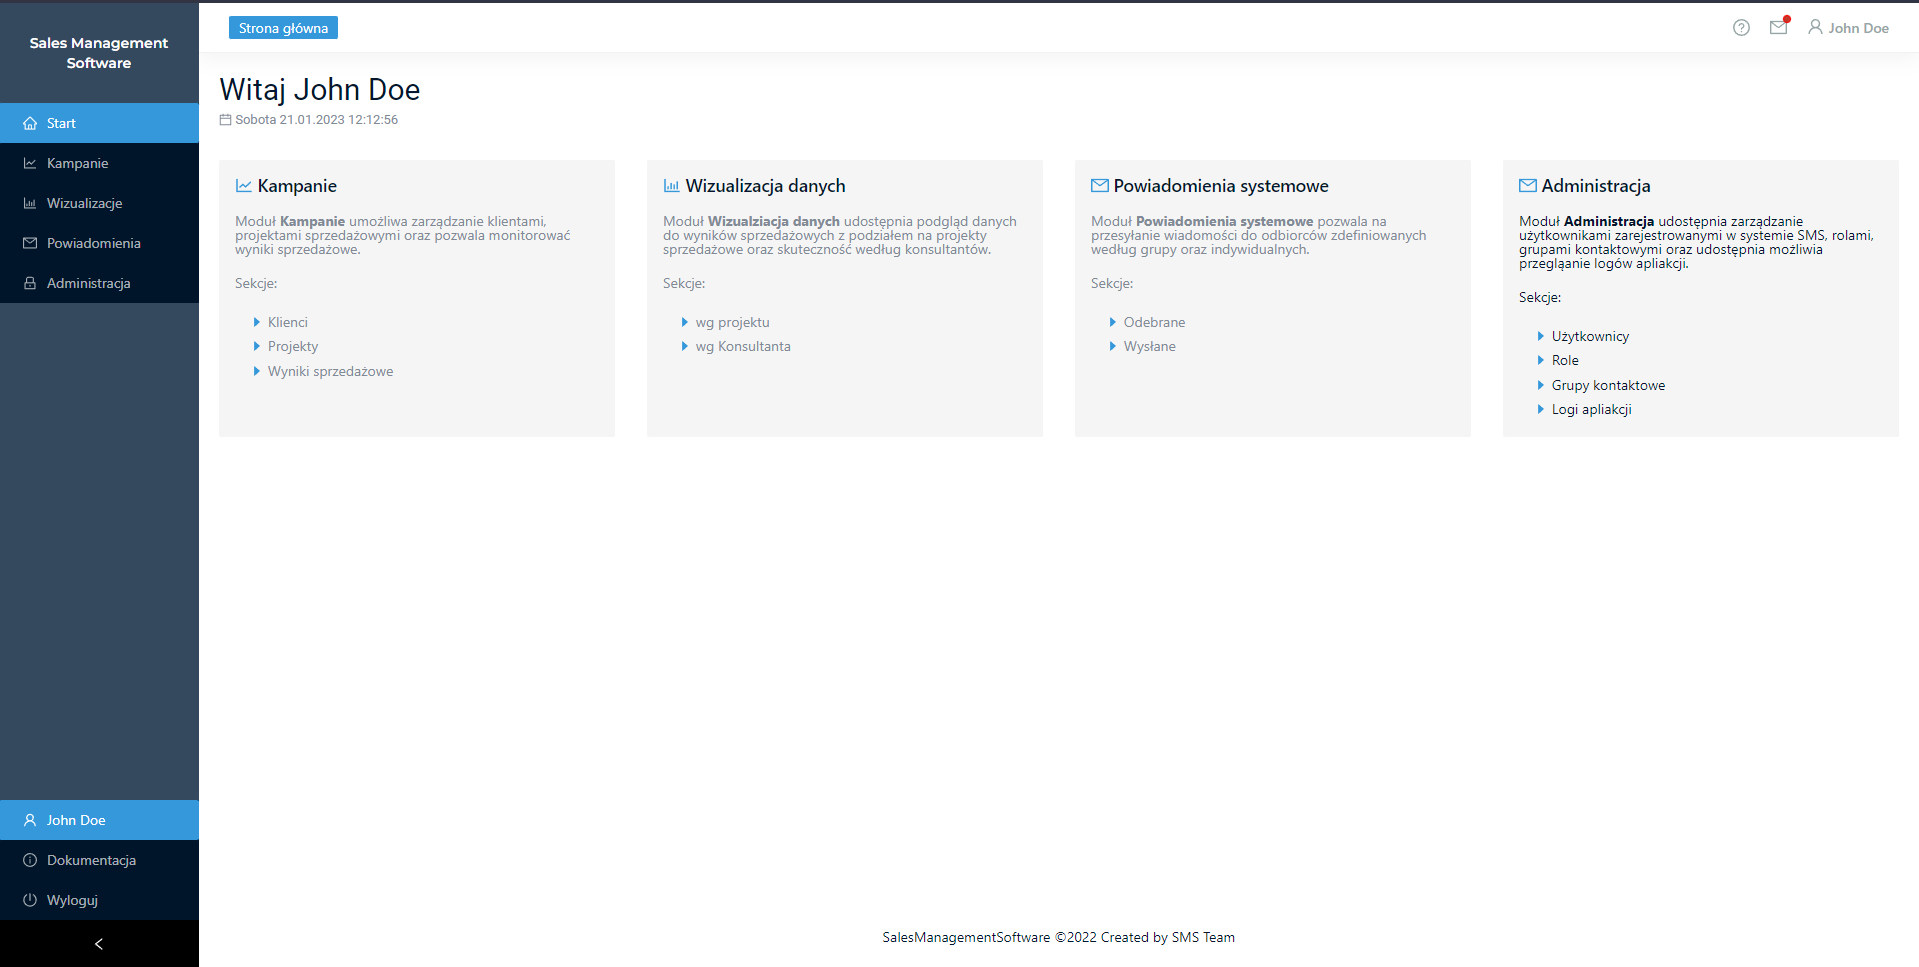 Sales Management
Software
Start
Kampanie
Wizualizacje
Powiadomienia
Administracja
John Doe
Dokumentacja
Wyloguj
Strona główna
John Doe
Witaj John Doe
Sobota 21.01.2023 12:12:56
Kampanie
Moduł Kampanie umożliwa zarządzanie klientami,
projektami sprzedażowymi oraz pozwala monitorować
wyniki sprzedażowe.
Sekcje:
Klienci
Projekty
Wyniki sprzedażowe
Wizualizacja danych
Moduł Wizualziacja danych udostępnia podgląd danych
do wyników sprzedażowych z podziałem na projekty
sprzedażowe oraz skuteczność według konsultantów.
Sekcje:
wg projektu
wg Konsultanta
Powiadomienia systemowe
Moduł Powiadomienia systemowe pozwala na
przesyłanie wiadomości do odbiorców zdefiniowanych
według grupy oraz indywidualnych.
Sekcje:
Odebrane
Wysłane
Administracja
Moduł Administracja udostępnia zarządzanie
użytkownikami zarejestrowanymi w systemie SMS, rolami,
grupami kontaktowymi oraz udostępnia możliwia
przegląanie logów apliakcji.
Sekcje:
Użytkownicy
Role
Grupy kontaktowe
Logi apliakcji
SalesManagementSoftware ©2022 Created by SMS Team